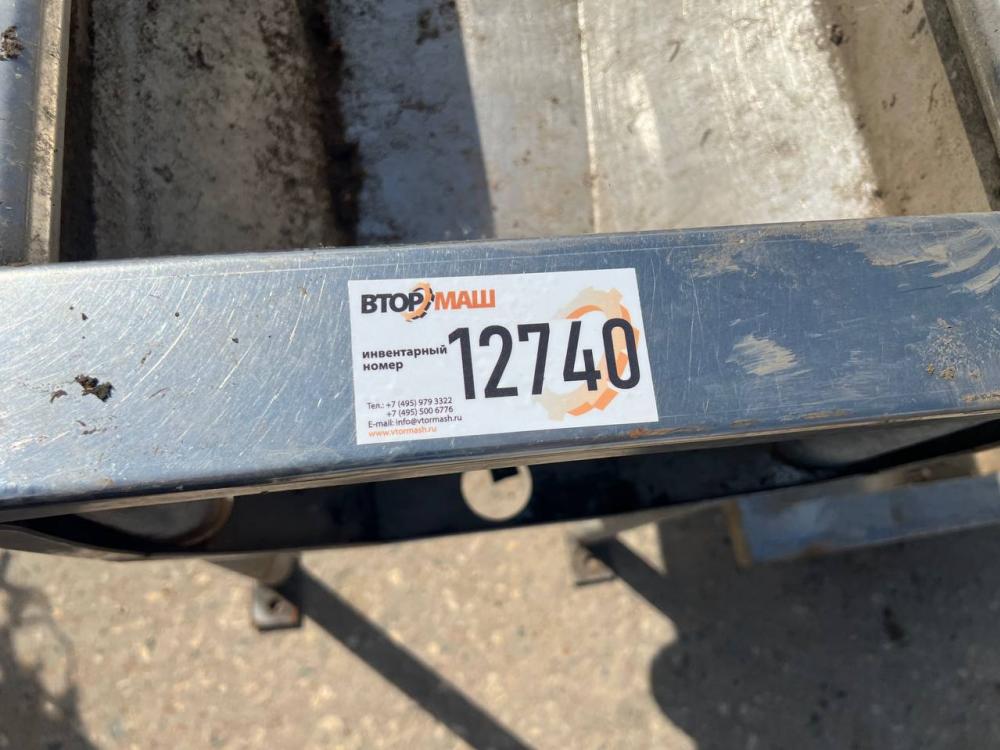 ВТОРМАШ
инвентарный
номер
12740
Тел.: +7 (495) 979 3322
+7 (495) 500 6776
E-mail: info@vtormash.ru
www.vtormash.ru